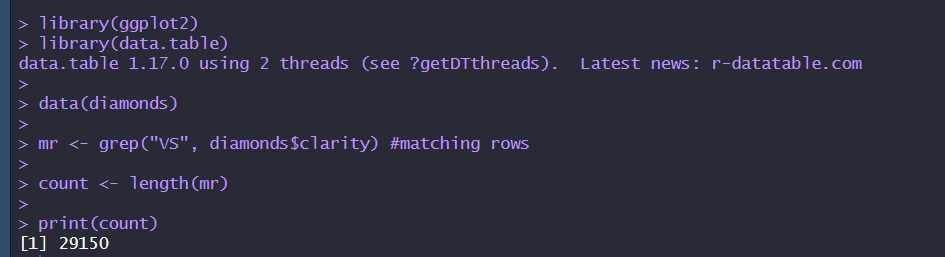 > library(ggplot2)
> library(data.table)
data.table 1.17.0 using 2 threads (see ?getDTthreads).  Latest news: r-datatable.com
>
> data(diamonds)
>
> mr <- grep("VS", diamonds$clarity) #matching rows
>
> count <- length(mr)
>
> print(count)
[1] 29150